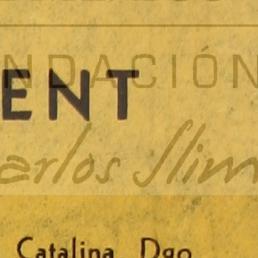 NDACIÓN
ENT
arlos Slim
Catalina Dgo